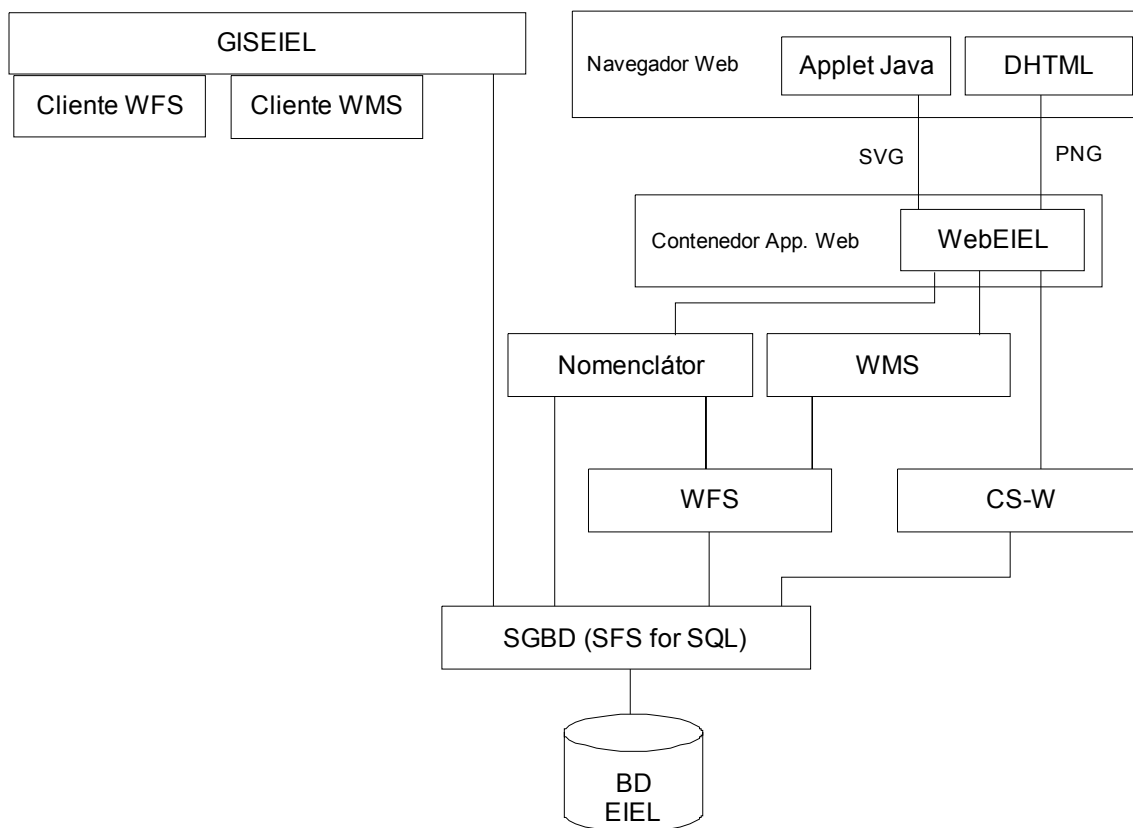 GISEIEL
Cliente WFS
Cliente WMS
Navegador Web
Applet Java
DHTML
SVG
PNG
Contenedor App. Web
WebEIEL
Nomenclátor
WMS
WFS
CS-W
SGBD (SFS for SQL)
BD
EIEL